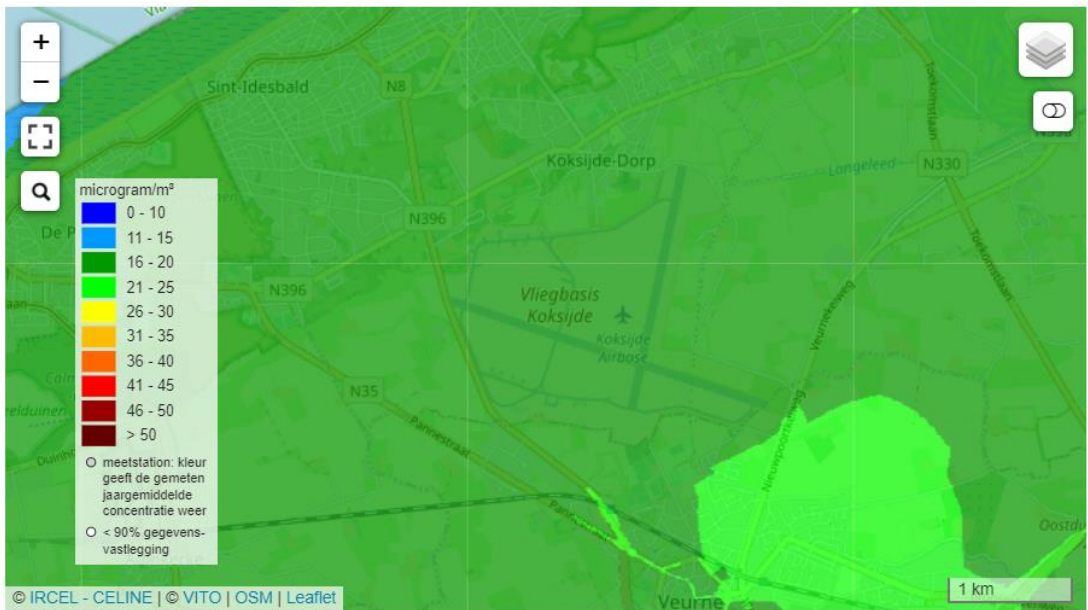 +
−
Sint-Idesbald
N8
Toekomstlaan
Koksijde-Dorp
Langeleed
N330
microgram/m³
0 - 10
11 - 15
16 - 20
21 - 25
26 - 30
31 - 35
36 - 40
41 - 45
46 - 50
> 50
meetstation: kleur
geeft de gemeten
jaargemiddelde
concentratie weer
< 90% gegevens-
vastlegging
De P
N396
N396
Toekomstlaan
Vliegbasis
Koksijde
Koksijde
Airbase
Veurnekeiweg
N35
Pannestraat
Nieuwpoortkeiweg
Veurne
1 km
© IRCEL - CELINE | © VITO | OSM | Leaflet